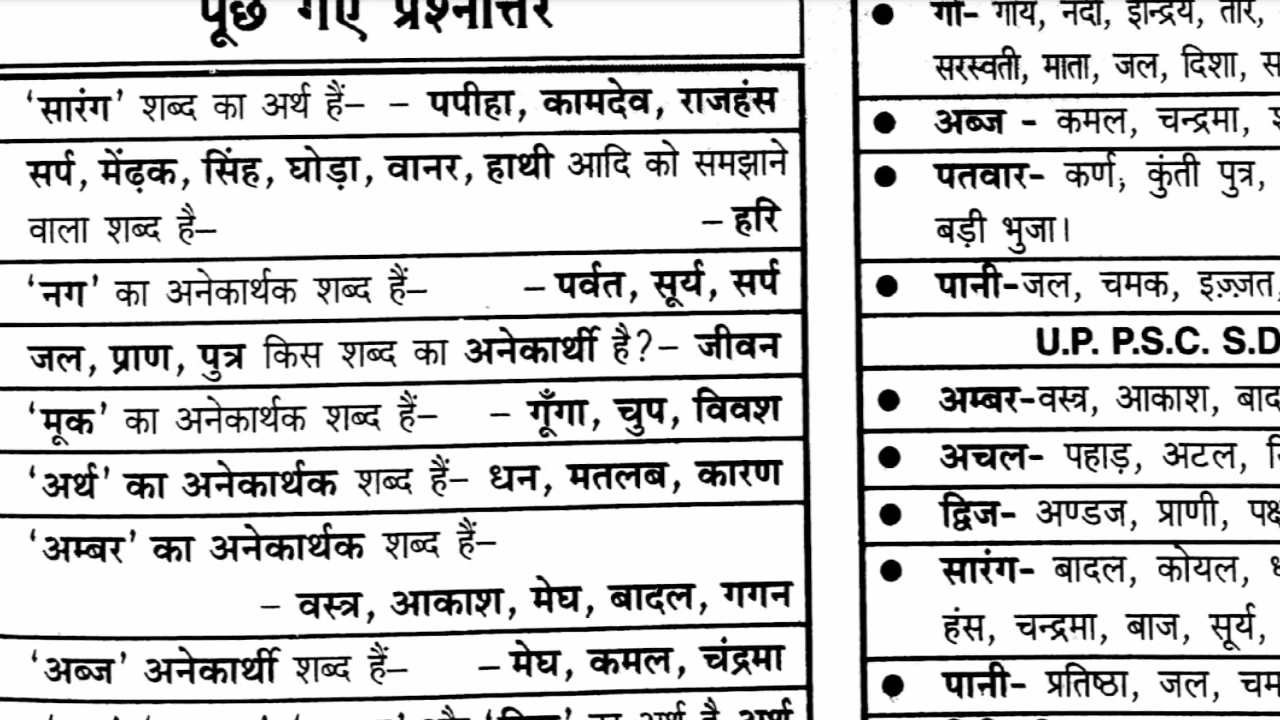 पूछे गए प्रश्नोत्तर
‘सारंग’ शब्द का अर्थ हैं– – पपीहा, कामदेव, राजहंस
सर्प, मेंढ़क, सिंह, घोड़ा, वानर, हाथी आदि को समझाने
वाला शब्द है– – हरि
‘नग’ का अनेकार्थक शब्द हैं– – पर्वत, सूर्य, सर्प
जल, प्राण, पुत्र किस शब्द का अनेकार्थी है?– जीवन
‘मूक’ का अनेकार्थक शब्द हैं– – गूँगा, चुप, विवश
‘अर्थ’ का अनेकार्थक शब्द हैं– धन, मतलब, कारण
‘अम्बर’ का अनेकार्थक शब्द हैं–
– वस्त्र, आकाश, मेघ, बादल, गगन
‘अब्ज’ अनेकार्थी शब्द हैं– – मेघ, कमल, चंद्रमा
● गो– गाय, नदी, इन्द्रिय, तीर,
सरस्वती, माता, जल, दिशा,
● अब्ज - कमल, चन्द्रमा,
● पतवार– कर्ण, कुंती पुत्र,
बड़ी भुजा।
● पानी–जल, चमक, इज़्ज़त,
U.P. P.S.C. S.D
● अम्बर–वस्त्र, आकाश,
● अचल– पहाड़, अटल,
● द्विज– अण्डज, प्राणी,
● सारंग– बादल, कोयल,
हंस, चन्द्रमा, बाज, सूर्य,
● पानी– प्रतिष्ठा, जल,